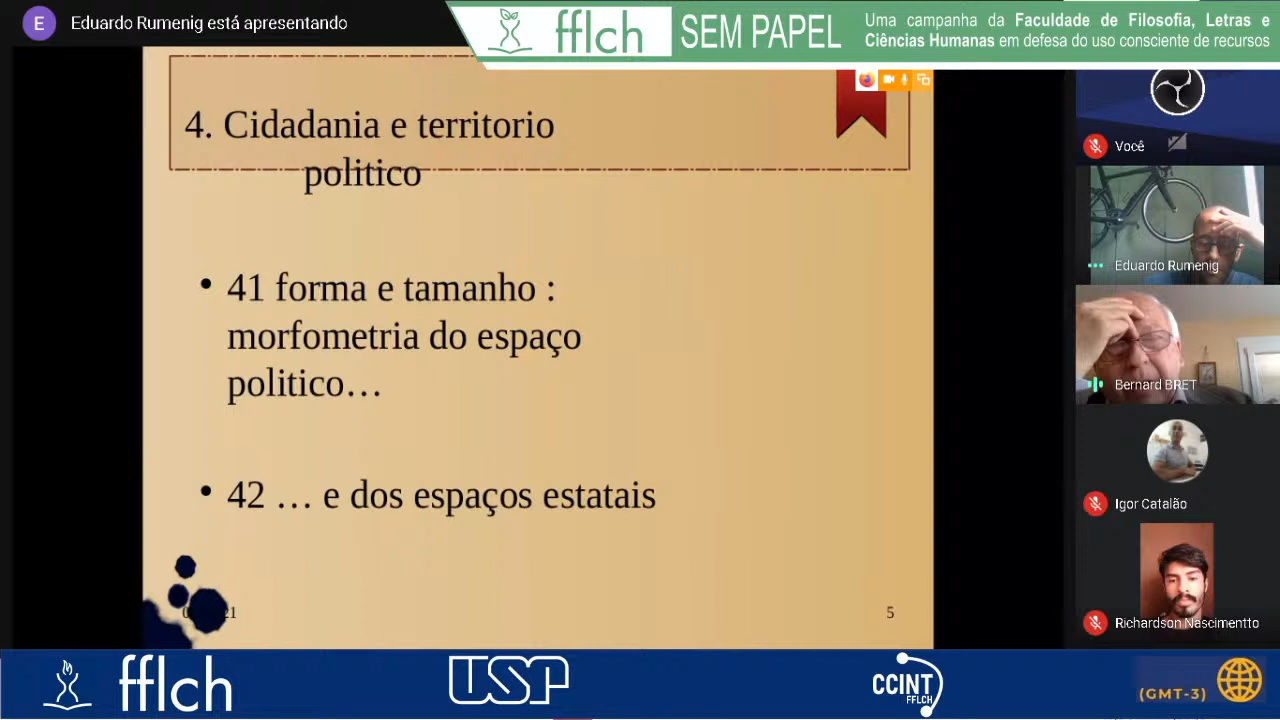 E
Eduardo Rumenig está apresentando
fflch
SEM PAPEL
Uma campanha da Faculdade de Filosofia, Letras e
Ciências Humanas em defesa do uso consciente de recursos
4. Cidadania e territorio
politico
• 41 forma e tamanho :
morfometria do espaço
politico…
• 42 … e dos espaços estatais
5
Você
Eduardo Rumenig
Bernard BRET
Igor Catalão
Richardson Nascimentto
fflch
USP
CCINT
FFLCH
(GMT-3)